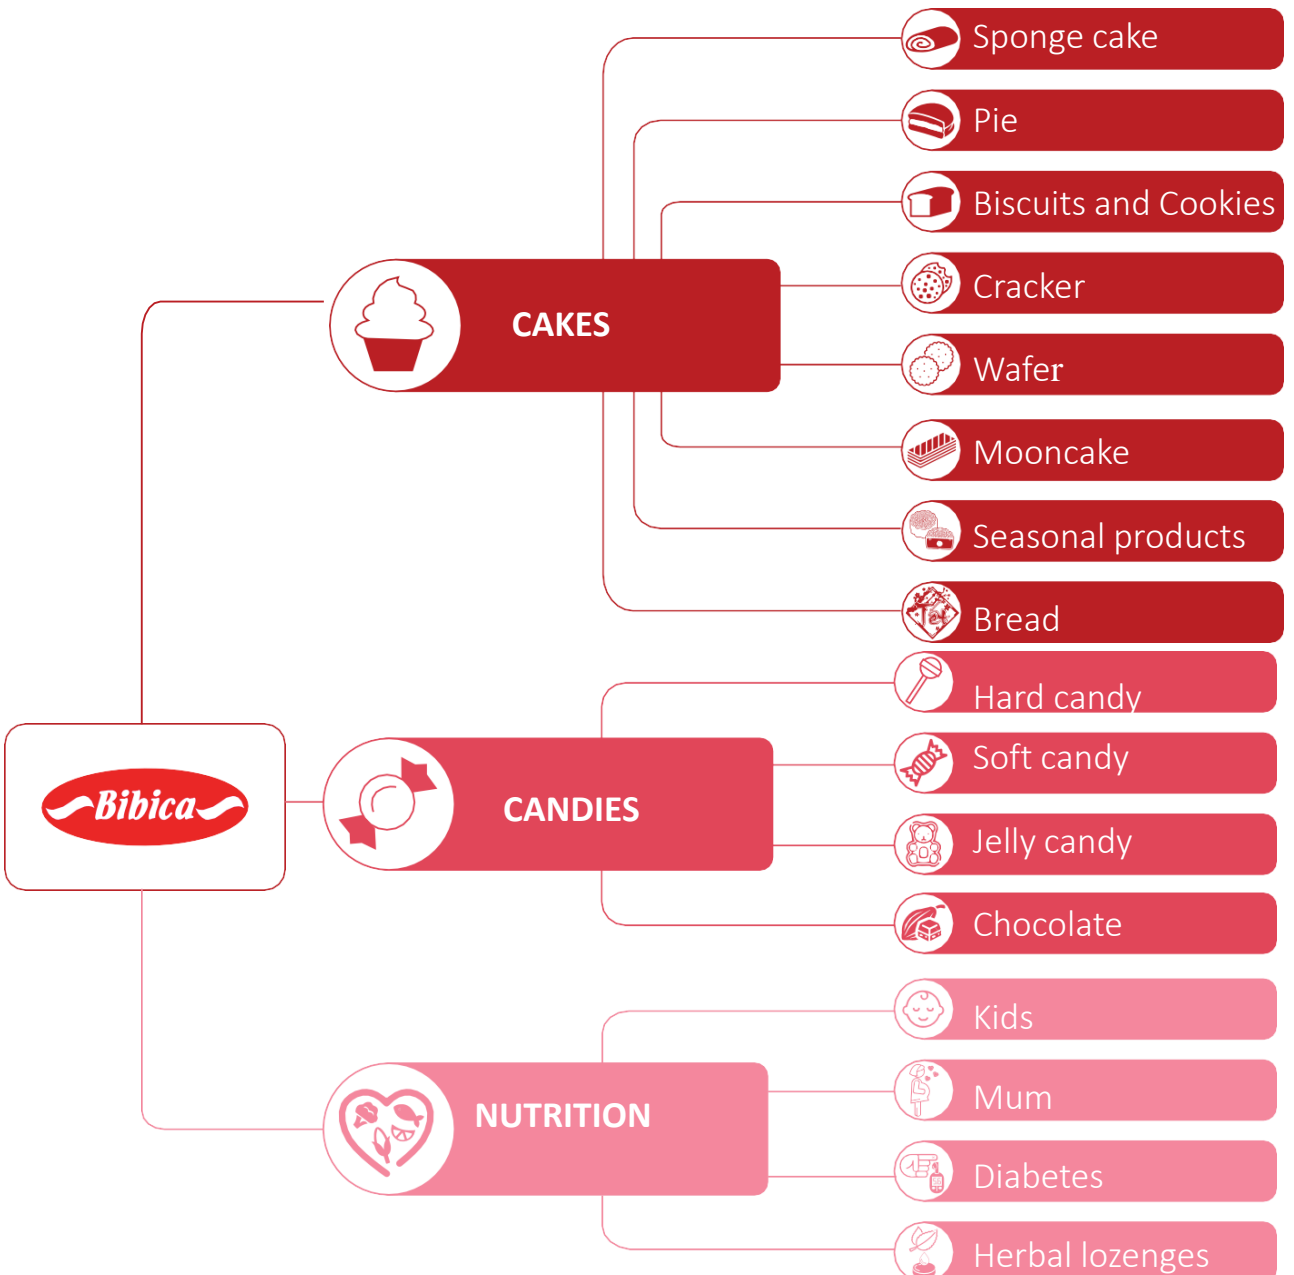 Sponge cake
Pie
Biscuits and Cookies
Cracker
CAKES
Wafer
Mooncake
Seasonal products
Bread
Hard candy
Soft candy
Bibica
CANDIES
Jelly candy
Chocolate
Kids
Mum
NUTRITION
Diabetes
Herbal lozenges